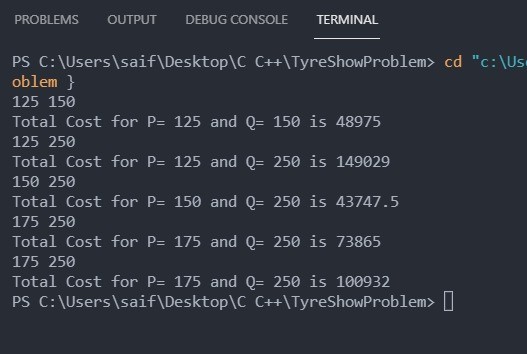 PROBLEMS OUTPUT DEBUG CONSOLE TERMINAL
PS C:\Users\saif\Desktop\C C++\TyreShowProblem> cd "c:\Us
oblem }
125 150
Total Cost for P= 125 and Q= 150 is 48975
125 250
Total Cost for P= 125 and Q= 250 is 149029
150 250
Total Cost for P= 150 and Q= 250 is 43747.5
175 250
Total Cost for P= 175 and Q= 250 is 73865
175 250
Total Cost for P= 175 and Q= 250 is 100932
PS C:\Users\saif\Desktop\C C++\TyreShowProblem>